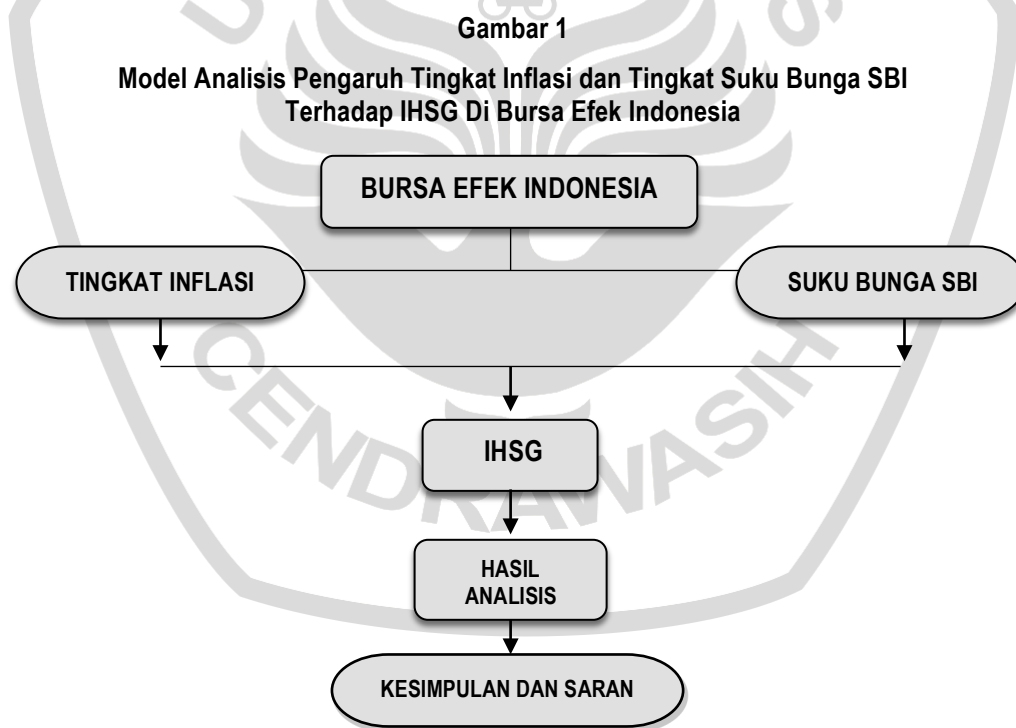 Gambar 1
Model Analisis Pengaruh Tingkat Inflasi dan Tingkat Suku Bunga SBI
Terhadap IHSG Di Bursa Efek Indonesia
BURSA EFEK INDONESIA
TINGKAT INFLASI
SUKU BUNGA SBI
IHSG
CENDRAWASIH
HASIL
ANALISIS
KESIMPULAN DAN SARAN